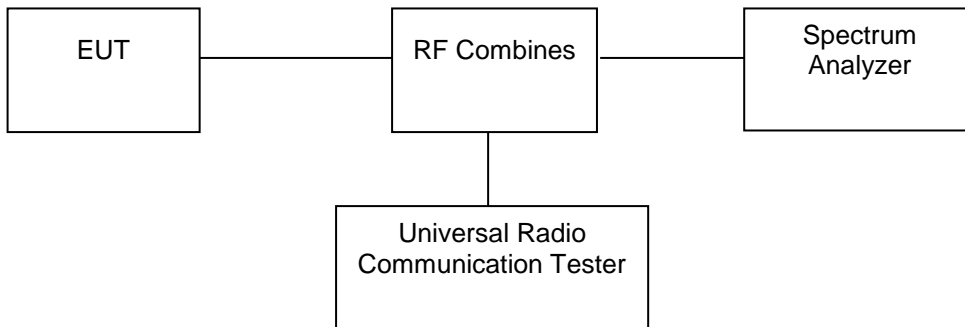 EUT
RF Combines
Spectrum
Analyzer
Universal Radio
Communication Tester